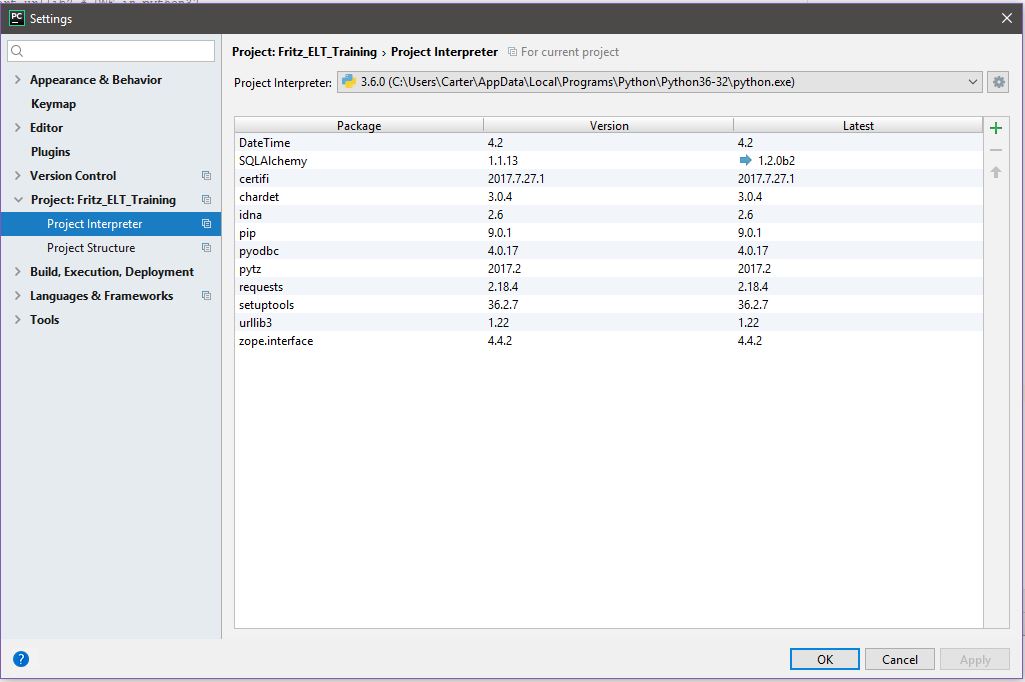 PC Settings
Project: Fritz_ELT_Training › Project Interpreter For current project
Project Interpreter: 3.6.0 (C:\Users\Carter\AppData\Local\Programs\Python\Python36-32\python.exe)
Appearance & Behavior
Keymap
Editor
Plugins
Version Control
Project: Fritz_ELT_Training
Project Interpreter
Project Structure
Build, Execution, Deployment
Languages & Frameworks
Tools
Package Version Latest
DateTime 4.2 4.2
SQLAlchemy 1.1.13 1.2.0b2
certifi 2017.7.27.1 2017.7.27.1
chardet 3.0.4 3.0.4
idna 2.6 2.6
pip 9.0.1 9.0.1
pyodbc 4.0.17 4.0.17
pytz 2017.2 2017.2
requests 2.18.4 2.18.4
setuptools 36.2.7 36.2.7
urllib3 1.22 1.22
zope.interface 4.4.2 4.4.2
? OK Cancel Apply